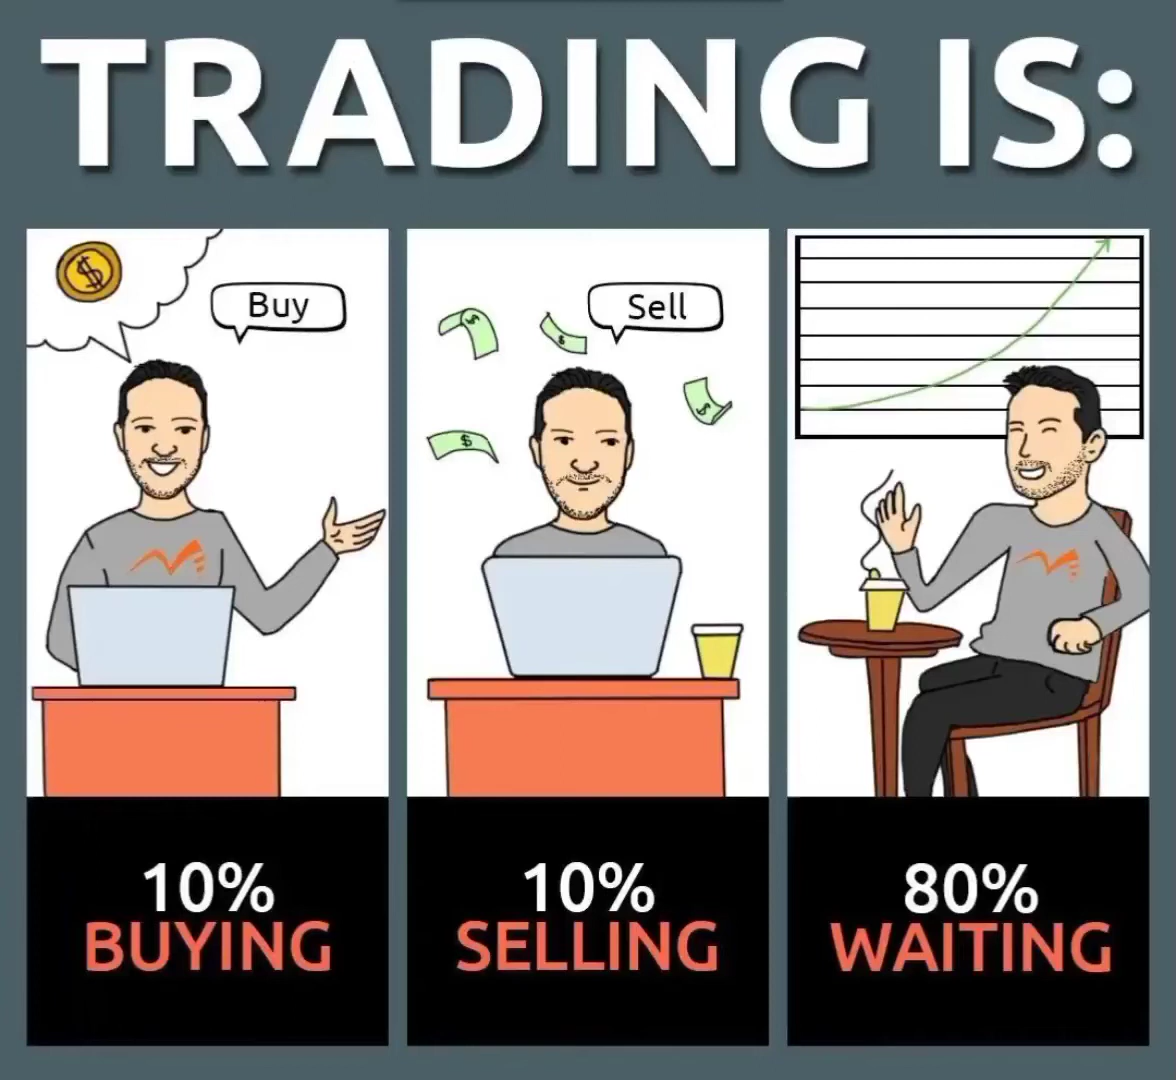 TRADING IS:
$
Buy
Sell
$
$
$
$
10%
BUYING
10%
SELLING
80%
WAITING